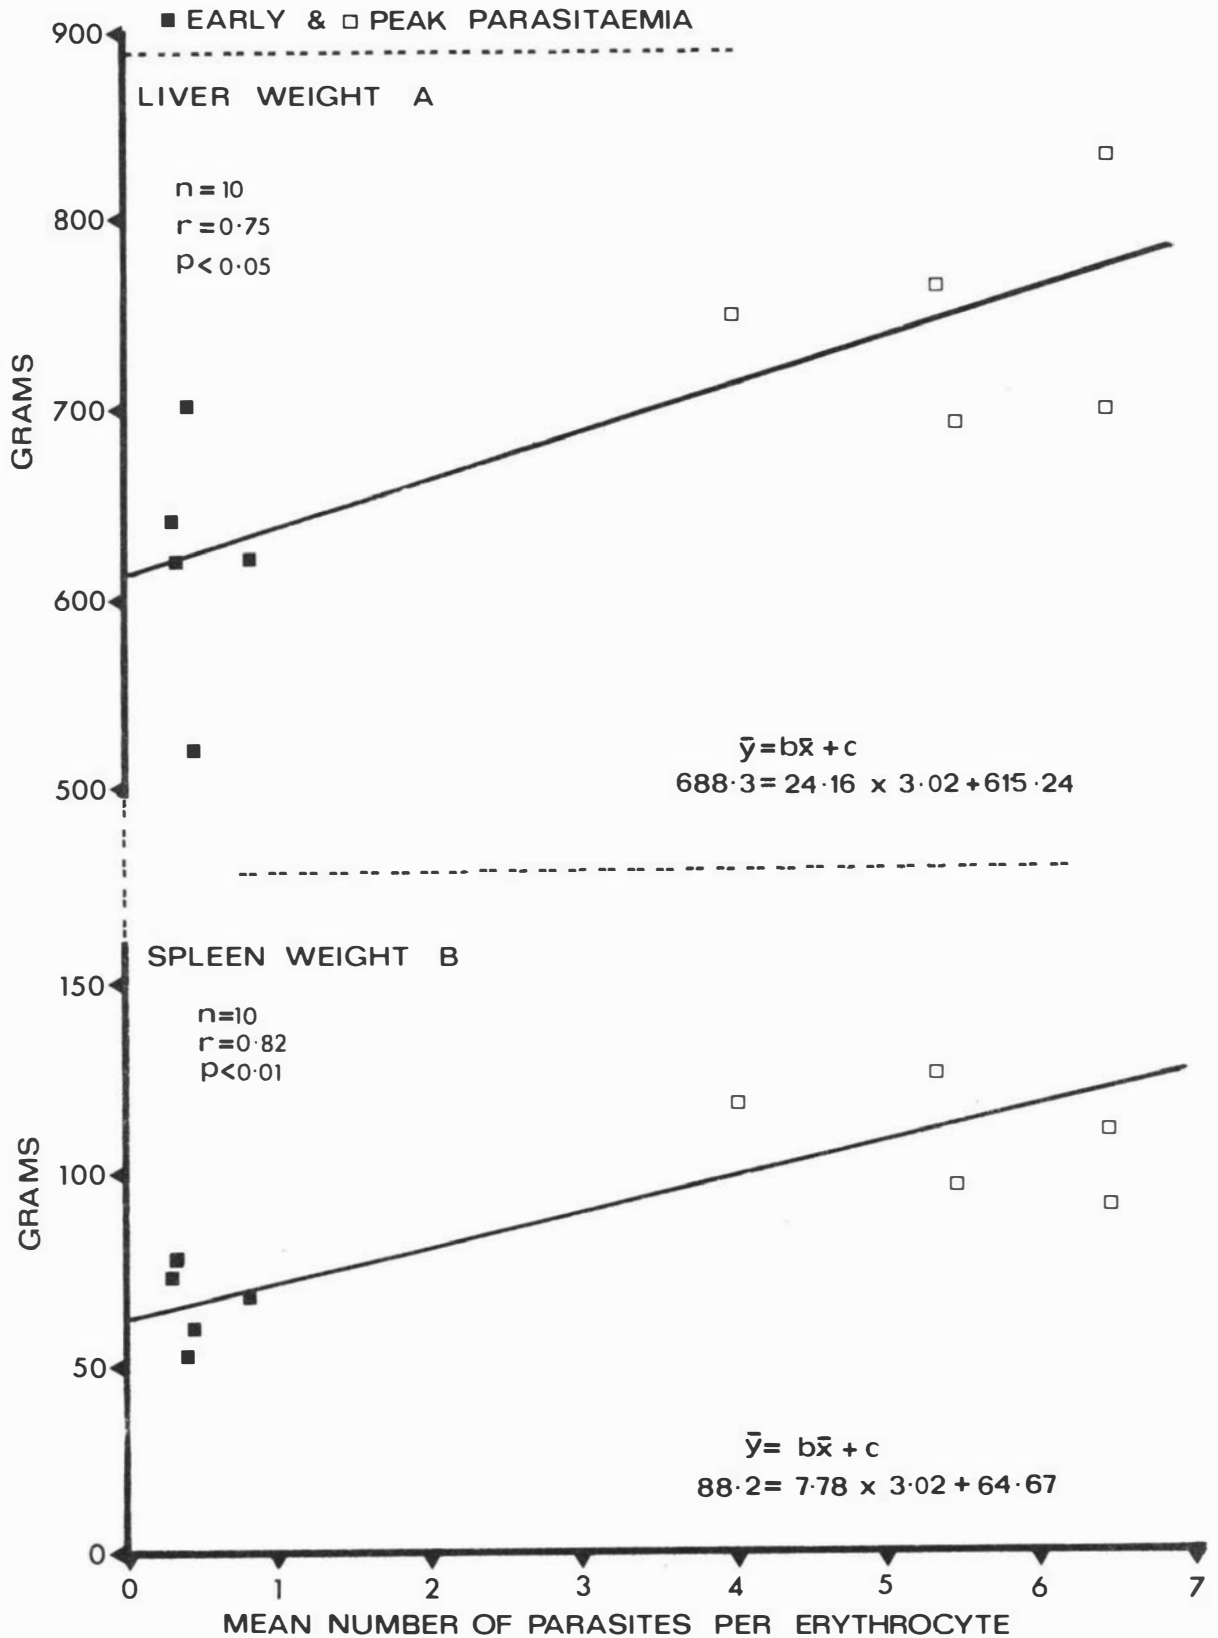 ■ EARLY & □ PEAK PARASITAEMIA
900
LIVER WEIGHT A
n=10
r=0·75
p<0·05
800
700
600
500
GRAMS
ȳ=bx̄+c
688·3=24·16 x 3·02+615·24
SPLEEN WEIGHT B
150
n=10
r=0·82
p<0·01
100
50
0
GRAMS
ȳ= bx̄+c
88·2= 7·78 x 3·02+64·67
0 1 2 3 4 5 6 7
MEAN NUMBER OF PARASITES PER ERYTHROCYTE